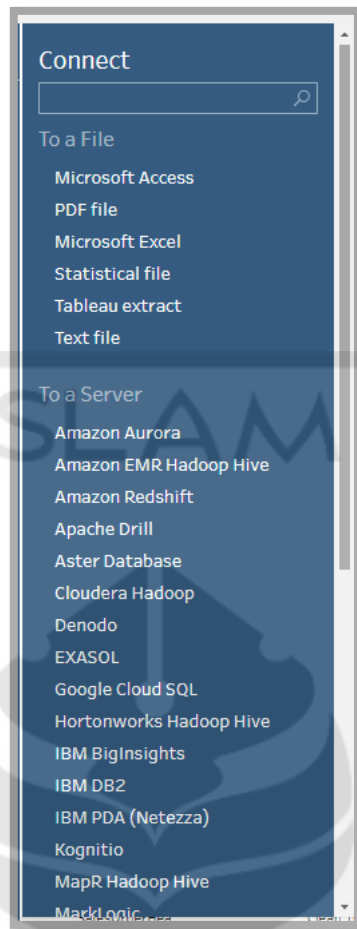 Connect
To a File
Microsoft Access
PDF file
Microsoft Excel
Statistical file
Tableau extract
Text file
To a Server
Amazon Aurora
Amazon EMR Hadoop Hive
Amazon Redshift
Apache Drill
Aster Database
Cloudera Hadoop
Denodo
EXASOL
Google Cloud SQL
Hortonworks Hadoop Hive
IBM BigInsights
IBM DB2
IBM PDA (Netezza)
Kognitio
MapR Hadoop Hive
MarkLogic
SLAM